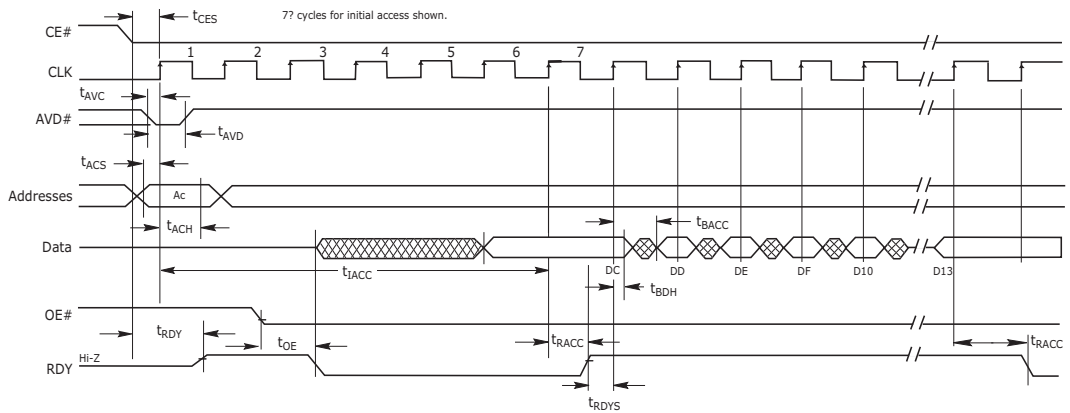 7? cycles for initial access shown.
tCES
CE#
1 2 3 4 5 6 7
CLK
tAVC
AVD#
tAVD
tACS
Addresses
Ac
tACH
tBACC
Data
tIACC
DC DD DE DF D10 D13
tBDH
OE#
tRDY
tOE
tRACC
tRACC
Hi-Z
RDY
tRDYS